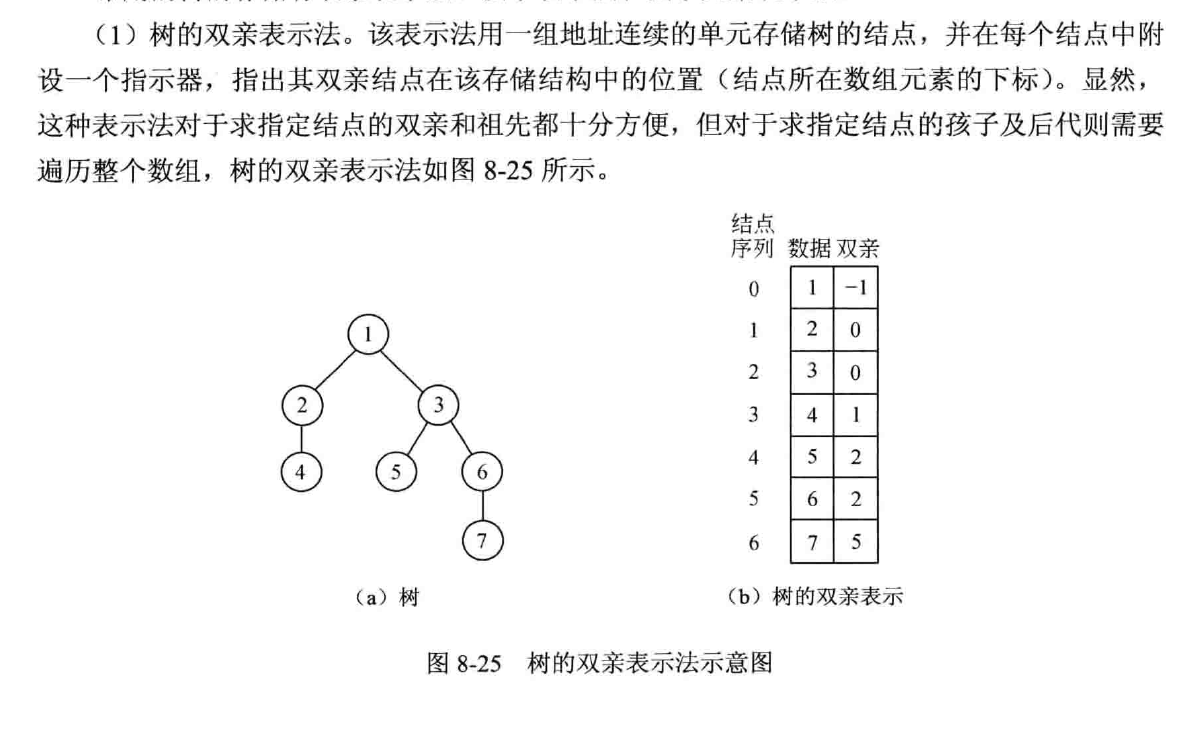 （1）树的双亲表示法。该表示法用一组地址连续的单元存储树的结点，并在每个结点中附
设一个指示器，指出其双亲结点在该存储结构中的位置（结点所在数组元素的下标）。显然，
这种表示法对于求指定结点的双亲和祖先都十分方便，但对于求指定结点的孩子及后代则需要
遍历整个数组，树的双亲表示法如图 8-25 所示。
结点
序列 数据 双亲
0 1 −1
1 2 0
2 3 0
3 4 1
4 5 2
5 6 2
6 7 5
1
2 3
4 5 6
7
（a）树
（b）树的双亲表示
图 8-25 树的双亲表示法示意图